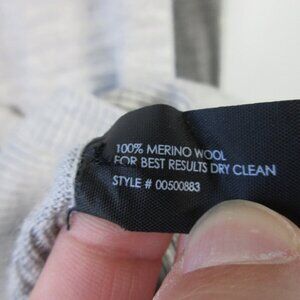 100% MERINO WOOL
FOR BEST RESULTS DRY CLEAN
STYLE # 00500883